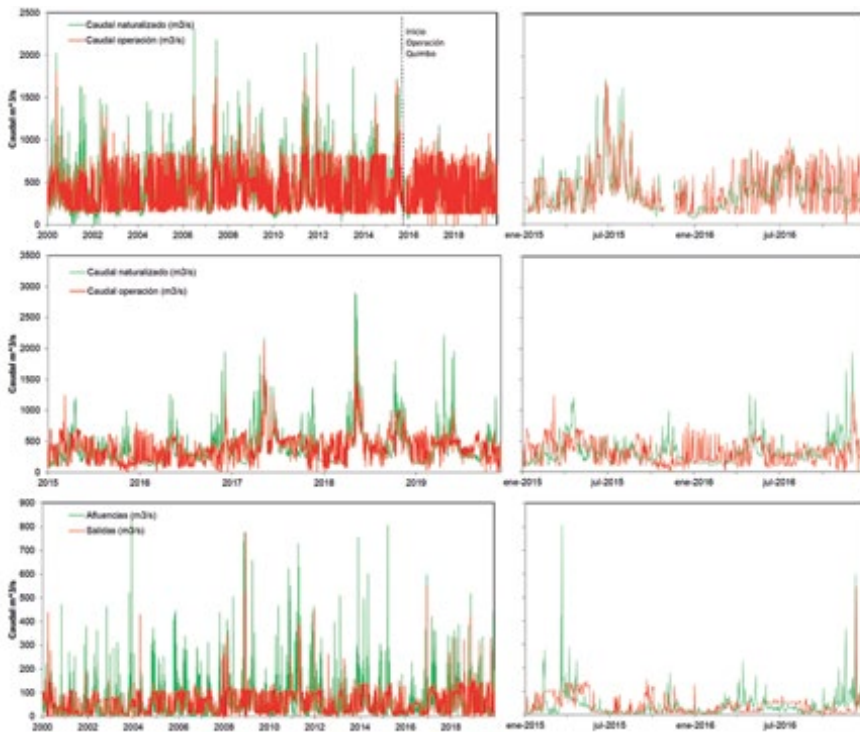 Caudal naturalizado (m3/s)
Caudal operación (m3/s)
Inicio
Operación
Quimbo
Caudal m^3/s
2500
2000
1500
1000
500
0
2000 2002 2004 2006 2008 2010 2012 2014 2016 2018
ene-2015 jul-2015 ene-2016 jul-2016
Caudal naturalizado (m3/s)
Caudal operación (m3/s)
Caudal m^3/s
3500
3000
2500
2000
1500
1000
500
0
2015 2016 2017 2018 2019
ene-2015 jul-2015 ene-2016 jul-2016
Afluencias (m3/s)
Salidas (m3/s)
Caudal m^3/s
900
800
700
600
500
400
300
200
100
0
2000 2002 2004 2006 2008 2010 2012 2014 2016 2018
ene-2015 jul-2015 ene-2016 jul-2016